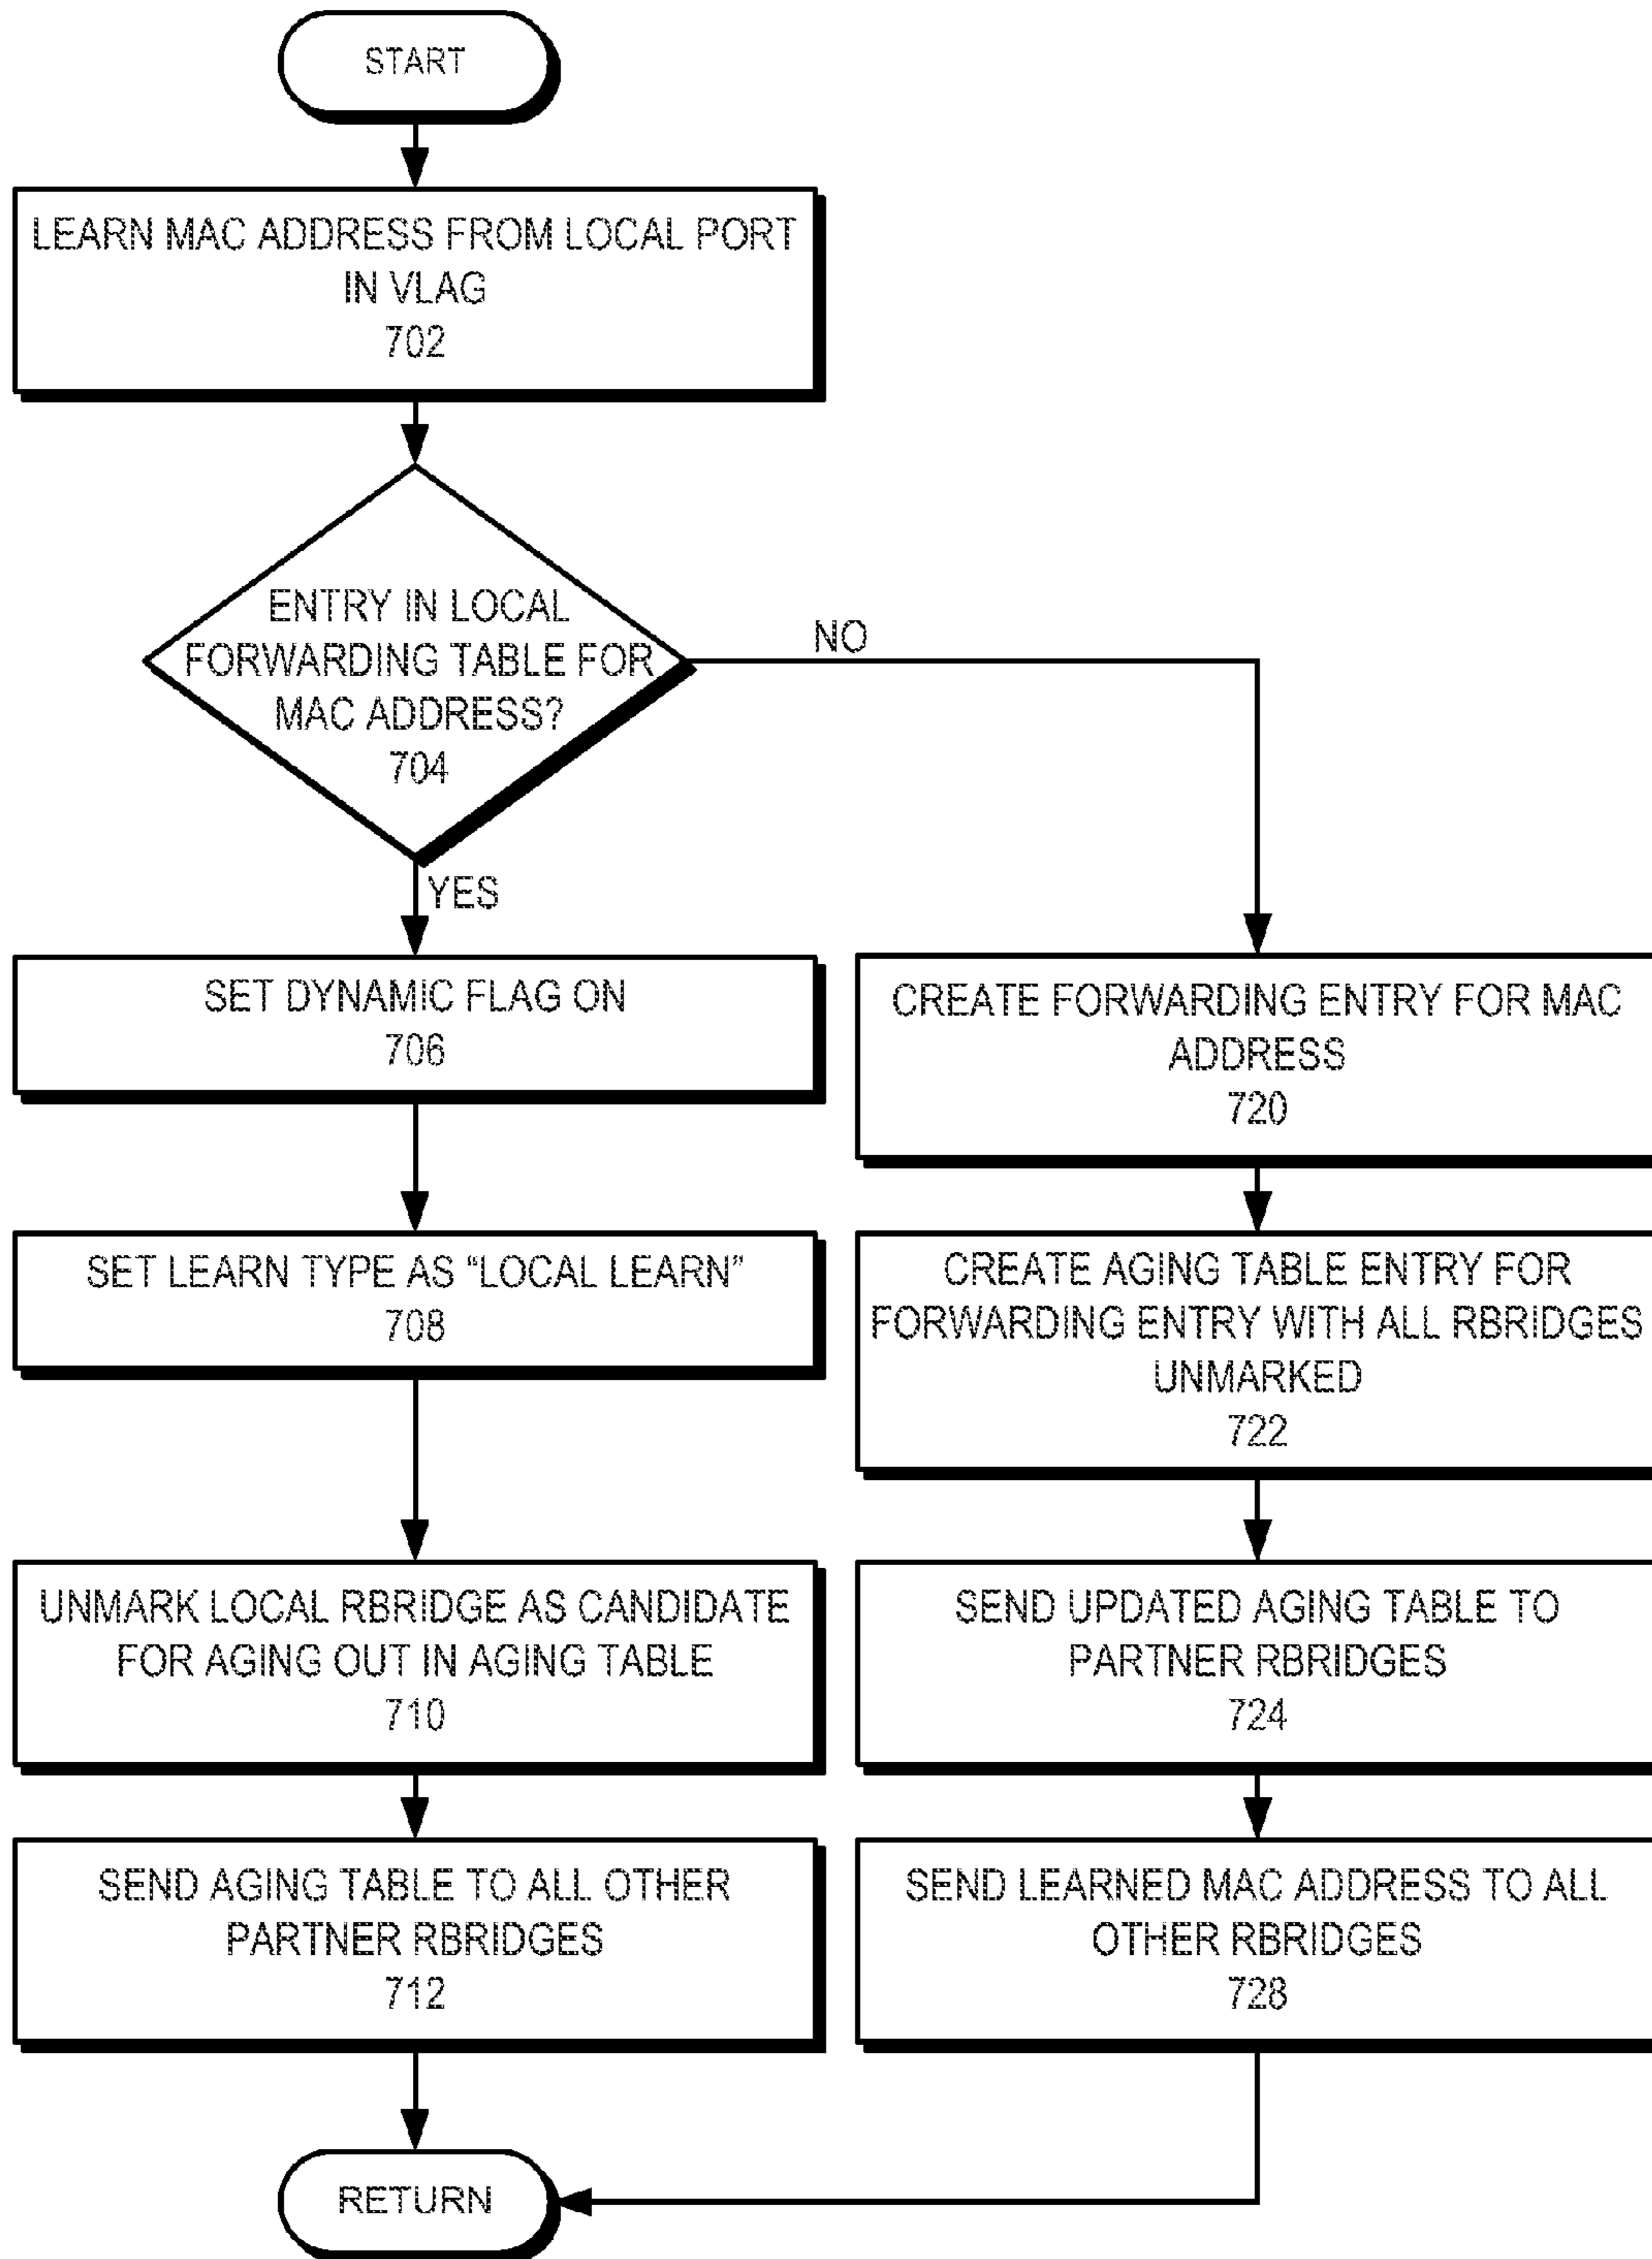 START
LEARN MAC ADDRESS FROM LOCAL PORT
IN VLAG
702
ENTRY IN LOCAL
FORWARDING TABLE FOR
MAC ADDRESS?
704
NO
YES
SET DYNAMIC FLAG ON
706
SET LEARN TYPE AS “LOCAL LEARN”
708
UNMARK LOCAL RBRIDGE AS CANDIDATE
FOR AGING OUT IN AGING TABLE
710
SEND AGING TABLE TO ALL OTHER
PARTNER RBRIDGES
712
CREATE FORWARDING ENTRY FOR MAC
ADDRESS
720
CREATE AGING TABLE ENTRY FOR
FORWARDING ENTRY WITH ALL RBRIDGES
UNMARKED
722
SEND UPDATED AGING TABLE TO
PARTNER RBRIDGES
724
SEND LEARNED MAC ADDRESS TO ALL
OTHER RBRIDGES
728
RETURN